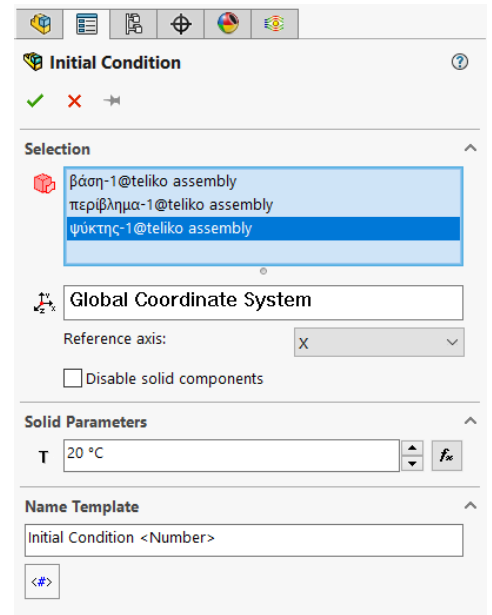 Initial Condition
Selection
βάση-1@teliko assembly
περίβλημα-1@teliko assembly
ψύκτης-1@teliko assembly
Global Coordinate System
Reference axis:
X
Disable solid components
Solid Parameters
T
20 °C
fx
Name Template
Initial Condition <Number>
<#>